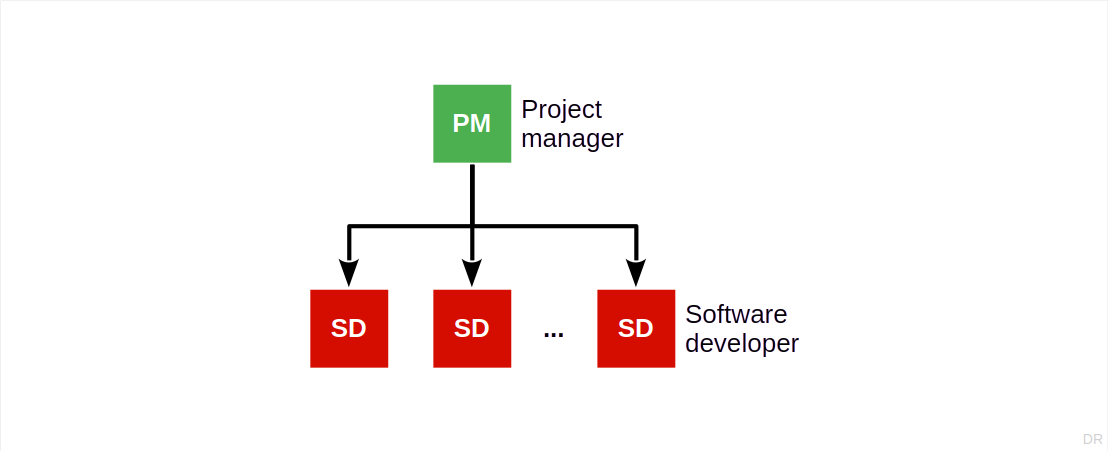 PM
Project
manager
SD
SD
...
SD
Software
developer
DR